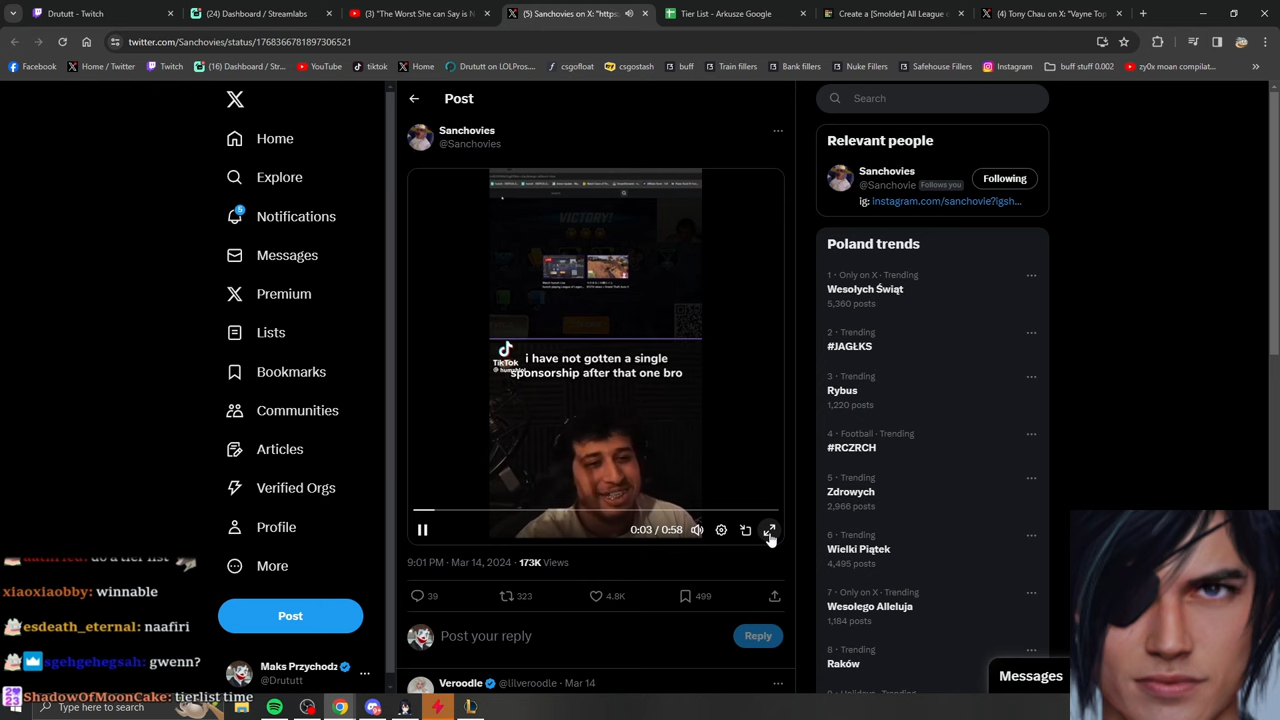 Drututt - Twitch
(24) Dashboard / Streamlabs
(3) "The Worst She can Say is N
(5) Sanchovies on X: "https:
Tier List - Arkusze Google
Create a [Smolder] All League o
(4) Tony Chau on X: "Vayne Top
twitter.com/Sanchovies/status/1768366781897306521
Facebook
Home / Twitter
Twitch
(16) Dashboard / Str...
YouTube
tiktok
Home
Drututt on LOLPros....
csgofloat
csgostash
buff
Train fillers
Bank fillers
Nuke Fillers
Safehouse Fillers
Instagram
buff stuff 0.002
zy0x moan compilat...
Home
Explore
5
Notifications
Messages
Premium
Lists
Bookmarks
Communities
Articles
Verified Orgs
Profile
More
Post
Maks Przychodz
@Drututt
Post
Sanchovies
@Sanchovies
VICTORY!
TikTok
i have not gotten a single
sponsorship after that one bro
0:03 / 0:58
9:01 PM · Mar 14, 2024 · 173K Views
39
323
4.8K
499
Post your reply
Reply
Veroodle @lilveroodle · Mar 14
Search
Relevant people
Sanchovies
@Sanchovie Follows you
Following
ig: instagram.com/sanchovie?igsh...
Poland trends
1 · Only on X · Trending
Wesołych Świąt
5,360 posts
2 · Trending
#JAGŁKS
3 · Trending
Rybus
1,220 posts
4 · Football · Trending
#RCZRCH
5 · Trending
Zdrowych
2,966 posts
6 · Trending
Wielki Piątek
4,495 posts
7 · Only on X · Trending
Wesołego Alleluja
1,184 posts
8 · Trending
Raków
Messages
do a tier list
xiaoxiaobby: winnable
esdeath_eternal: naafiri
sgehgehegsah: gwenn?
ShadowOfMoonCake: tierlist time
Type here to search